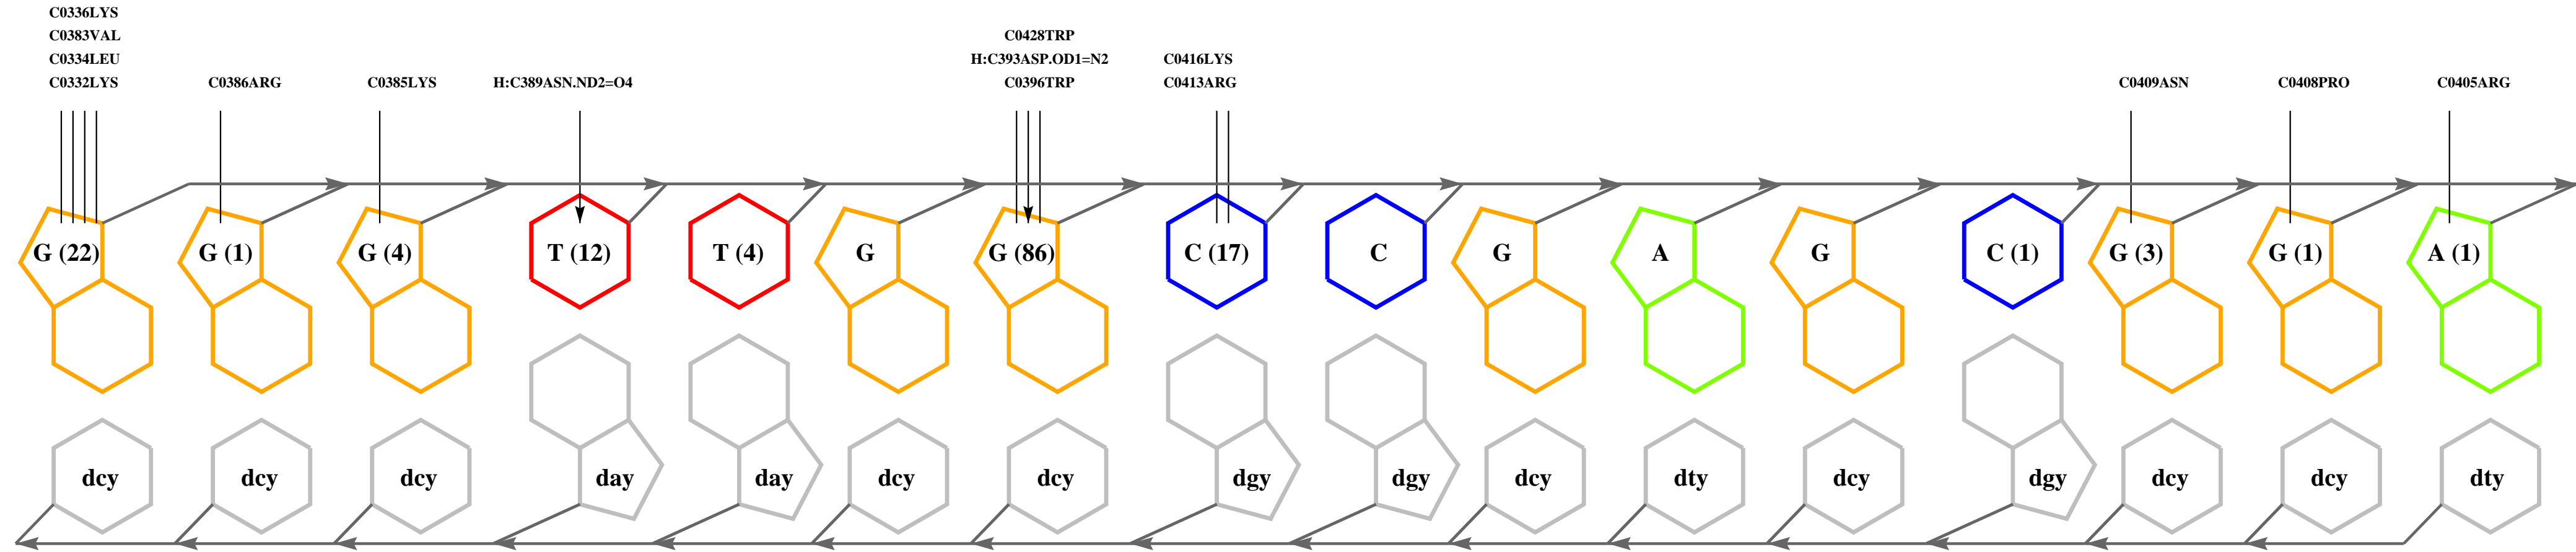 C0336LYS
C0383VAL
C0334LEU
C0332LYS
C0386ARG
C0385LYS
H:C389ASN.ND2=O4
C0428TRP
H:C393ASP.OD1=N2
C0396TRP
C0416LYS
C0413ARG
C0409ASN
C0408PRO
C0405ARG
G (22) G (1) G (4) T (12) T (4) G G (86) C (17) C G A G C (1) G (3) G (1) A (1)
dcy dcy dcy day day dcy dcy dgy dgy dcy dty dcy dgy dcy dcy dty